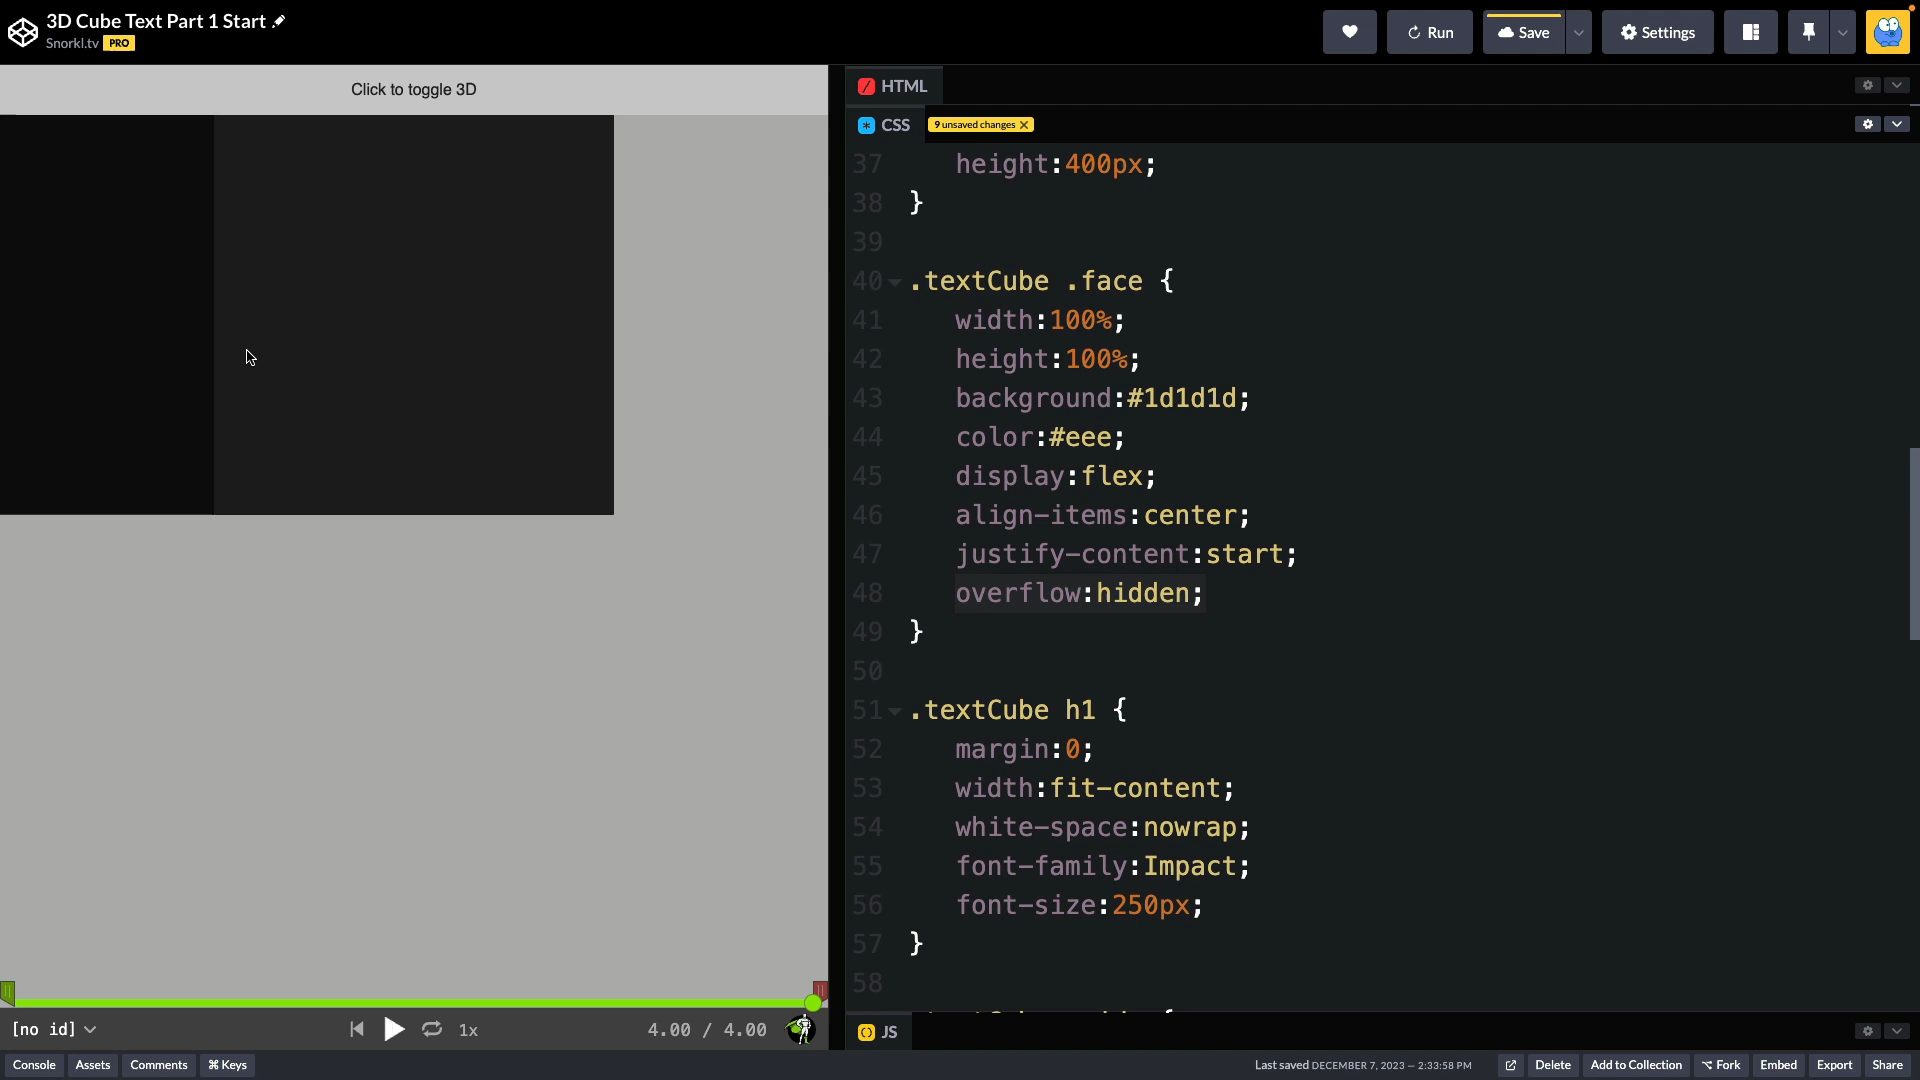 3D Cube Text Part 1 Start
Snorkl.tv PRO
Run
Save
Settings
Click to toggle 3D
HTML
CSS
9 unsaved changes
37 height:400px;
38 }
39
40 .textCube .face {
41 width:100%;
42 height:100%;
43 background:#1d1d1d;
44 color:#eee;
45 display:flex;
46 align-items:center;
47 justify-content:start;
48 overflow:hidden;
49 }
50
51 .textCube h1 {
52 margin:0;
53 width:fit-content;
54 white-space:nowrap;
55 font-family:Impact;
56 font-size:250px;
57 }
58
[no id]
1x
4.00 / 4.00
JS
Console
Assets
Comments
⌘ Keys
Last saved DECEMBER 7, 2023 — 2:33:58 PM
Delete
Add to Collection
⌥ Fork
Embed
Export
Share